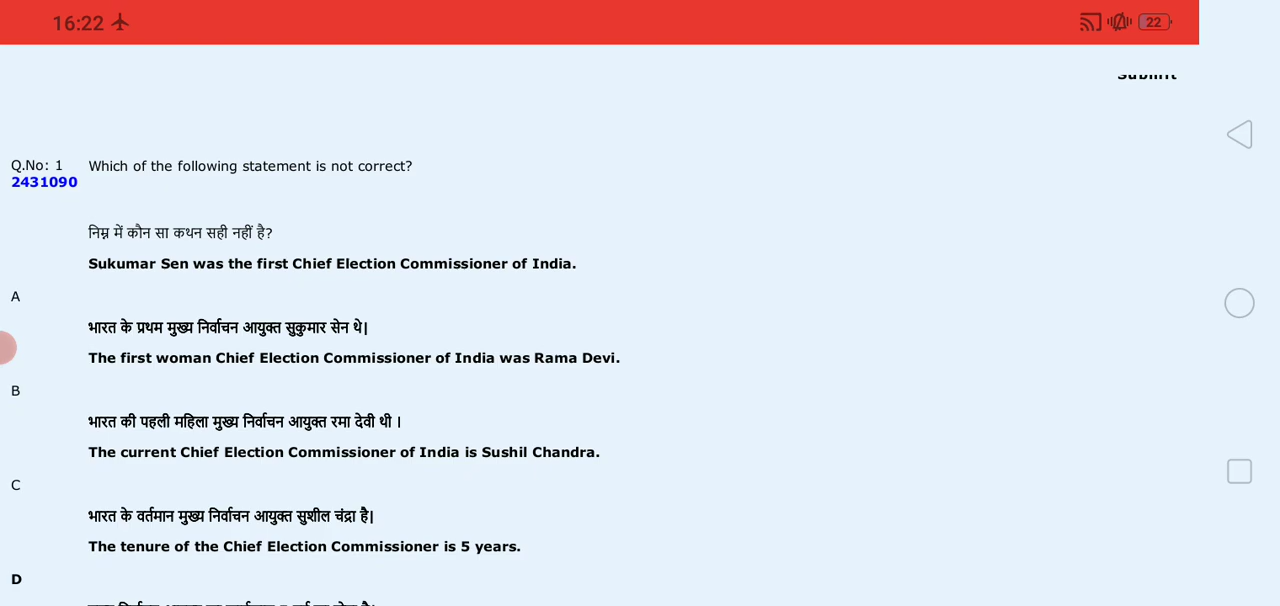 16:22
22
Submit
Q.No: 1 Which of the following statement is not correct?
2431090
निम्न में कौन सा कथन सही नहीं है?
Sukumar Sen was the first Chief Election Commissioner of India.
A
भारत के प्रथम मुख्य निर्वाचन आयुक्त सुकुमार सेन थे|
The first woman Chief Election Commissioner of India was Rama Devi.
B
भारत की पहली महिला मुख्य निर्वाचन आयुक्त रमा देवी थी ।
The current Chief Election Commissioner of India is Sushil Chandra.
C
भारत के वर्तमान मुख्य निर्वाचन आयुक्त सुशील चंद्रा है|
The tenure of the Chief Election Commissioner is 5 years.
D